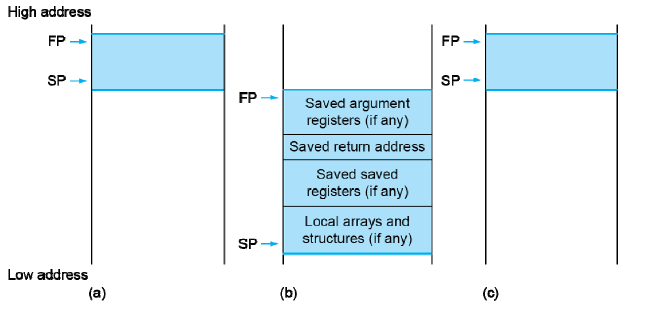 High address
FP
SP
FP
Saved argument
registers (if any)
Saved return address
Saved saved
registers (if any)
Local arrays and
structures (if any)
SP
FP
SP
Low address
(a)
(b)
(c)